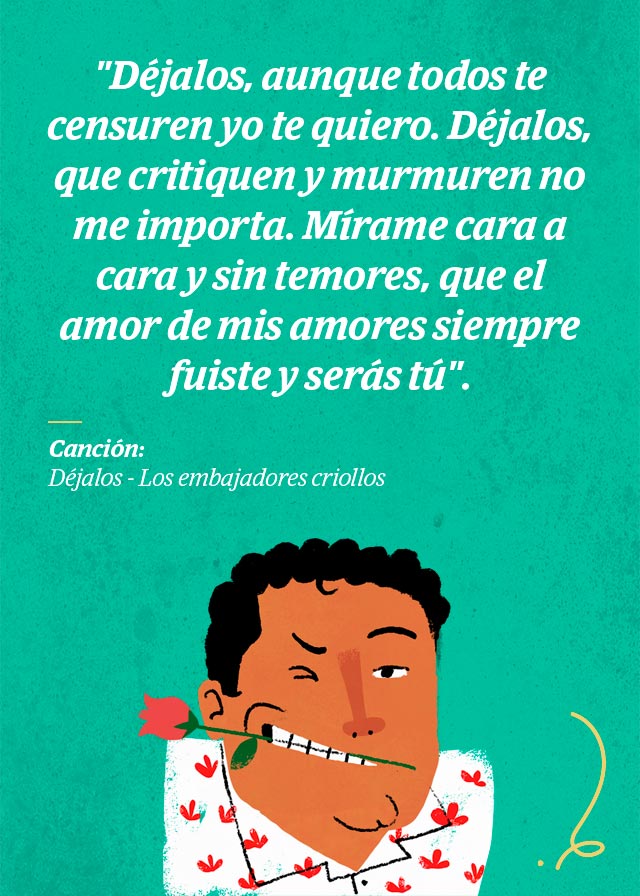 "Déjalos, aunque todos te
censuren yo te quiero. Déjalos,
que critiquen y murmuren no
me importa. Mírame cara a
cara y sin temores, que el
amor de mis amores siempre
fuiste y serás tú".
Canción:
Déjalos - Los embajadores criollos